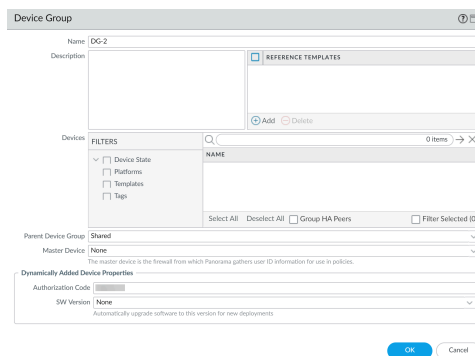 Device Group
Name DG-2
Description
REFERENCE TEMPLATES
Add Delete
Devices
FILTERS
0 items
NAME
Device State
Platforms
Templates
Tags
Select All Deselect All Group HA Peers Filter Selected (0
Parent Device Group Shared
Master Device None
The master device is the firewall from which Panorama gathers user ID information for use in policies.
Dynamically Added Device Properties
Authorization Code
SW Version None
Automatically upgrade software to this version for new deployments
OK Cancel